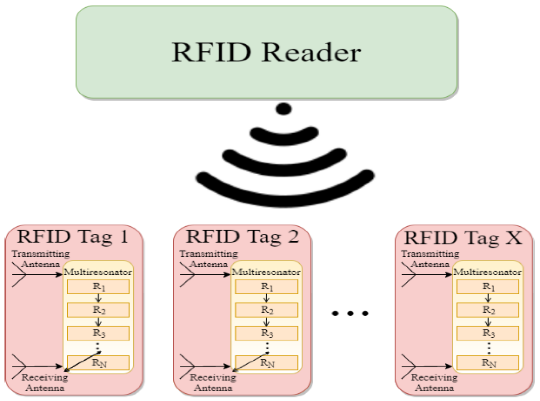 RFID Reader
RFID Tag 1
Transmitting
Antenna
Multiresonator
R1
R2
R3
RN
Receiving
Antenna
RFID Tag 2
Transmitting
Antenna
Multiresonator
R1
R2
R3
RN
Receiving
Antenna
...
RFID Tag X
Transmitting
Antenna
Multiresonator
R1
R2
R3
RN
Receiving
Antenna